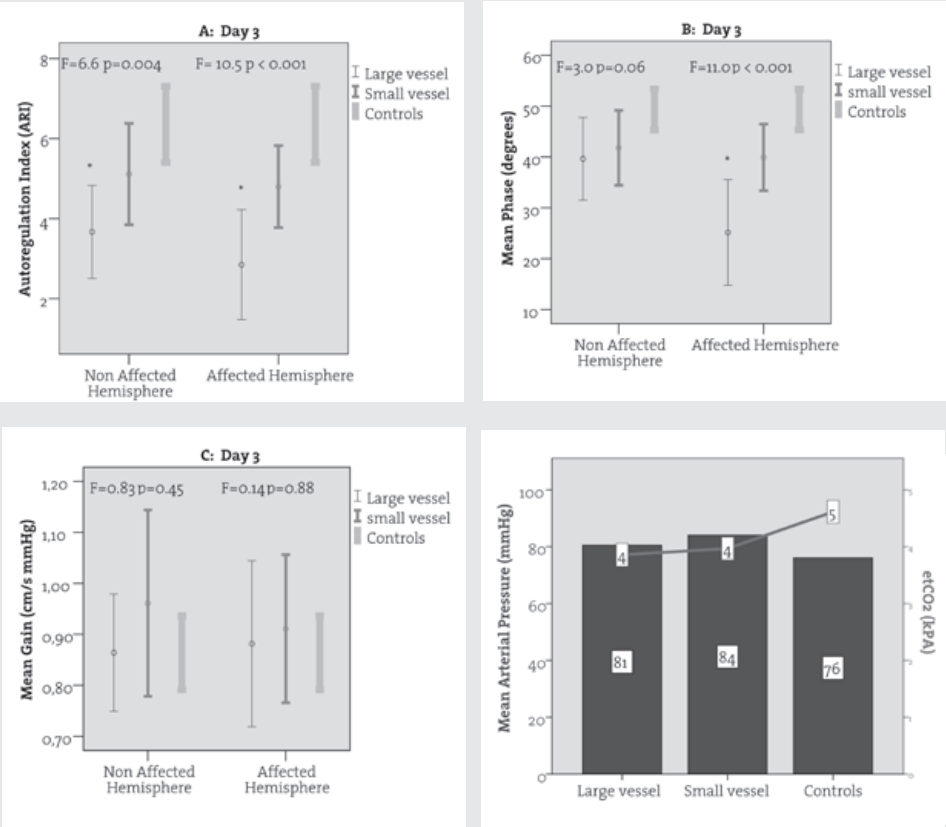 A: Day 3
F=6.6 p=0.004 F= 10.5 p < 0.001
Large vessel
Small vessel
Controls
Autoregulation Index (ARI)
8
6
4
2
Non Affected
Hemisphere
Affected Hemisphere
B: Day 3
F=3.0 p=0.06 F=11.0p < 0.001
Large vessel
small vessel
Controls
Mean Phase (degrees)
60
50
40
30
20
10
Non Affected
Hemisphere
Affected Hemisphere
C: Day 3
F=0.83 p=0.45 F=0.14 p=0.88
Large vessel
small vessel
Controls
Mean Gain (cm/s mmHg)
1,20
1,10
1,00
0,90
0,80
0,70
Non Affected
Hemisphere
Affected
Hemisphere
Mean Arterial Pressure (mmHg)
100
80
60
40
20
0
4
4
5
81
84
76
5
4
3
2
1
0
etCO2 (kPA)
Large vessel
Small vessel
Controls